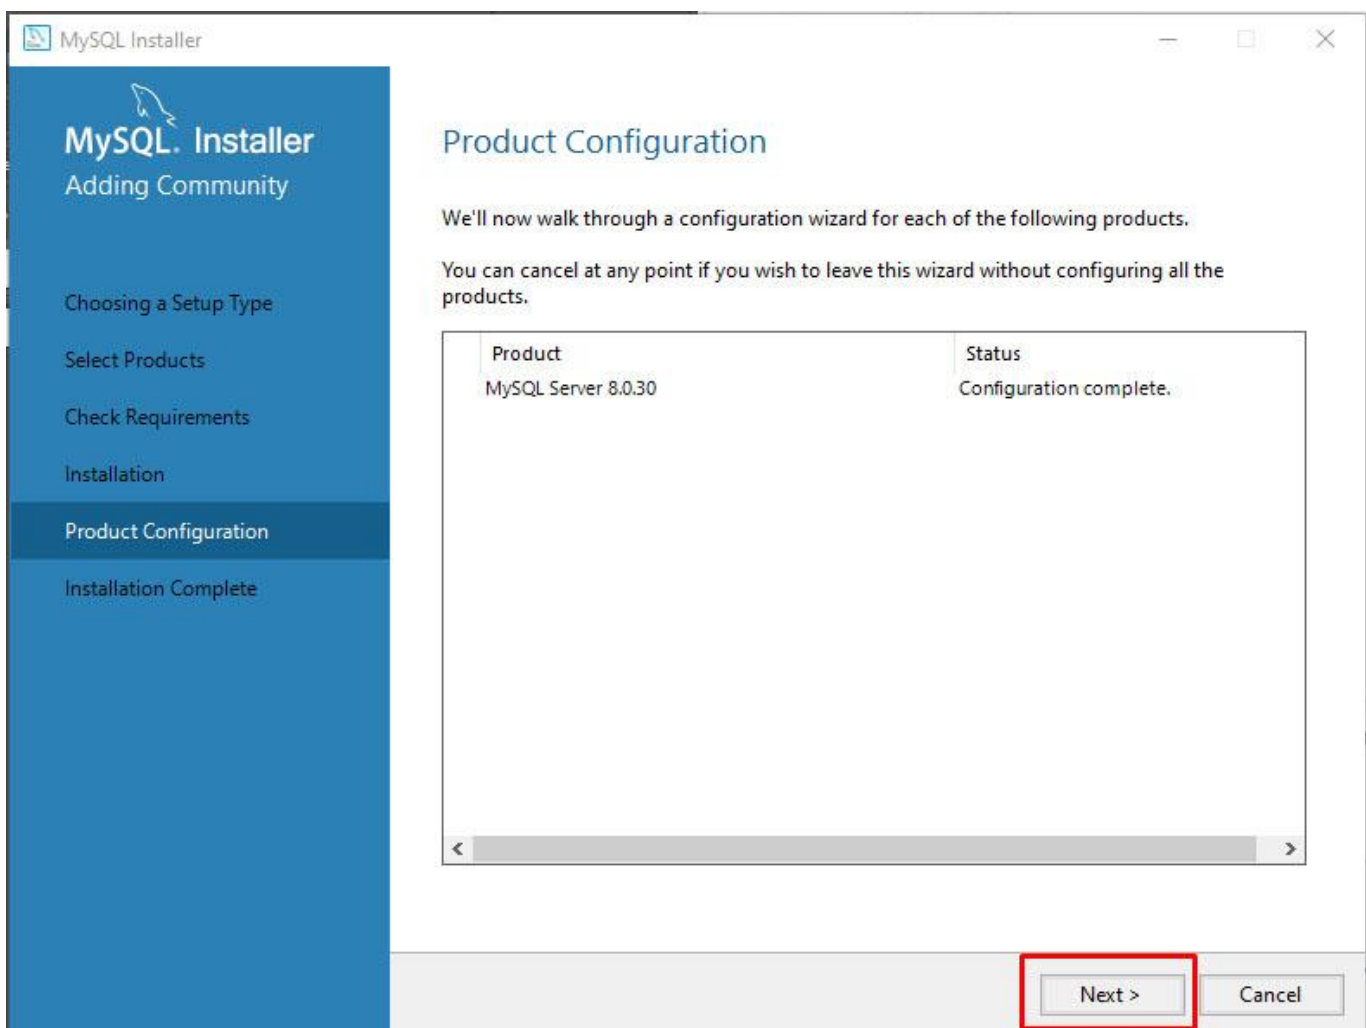 MySQL Installer
MySQL. Installer
Adding Community
Choosing a Setup Type
Select Products
Check Requirements
Installation
Product Configuration
Installation Complete
Product Configuration
We'll now walk through a configuration wizard for each of the following products.
You can cancel at any point if you wish to leave this wizard without configuring all the
products.
Product Status
MySQL Server 8.0.30 Configuration complete.
Next >
Cancel